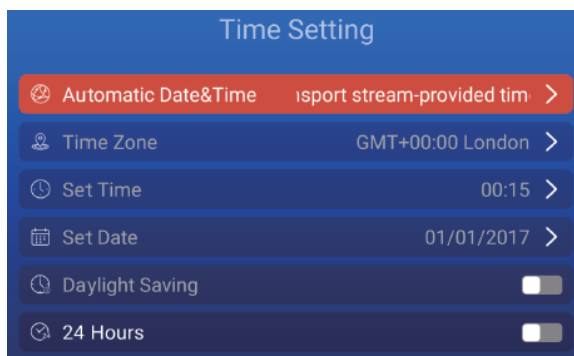 Time Setting
Automatic Date&Time nsport stream-provided tim
Time Zone GMT+00:00 London
Set Time 00:15
Set Date 01/01/2017
Daylight Saving
24 Hours